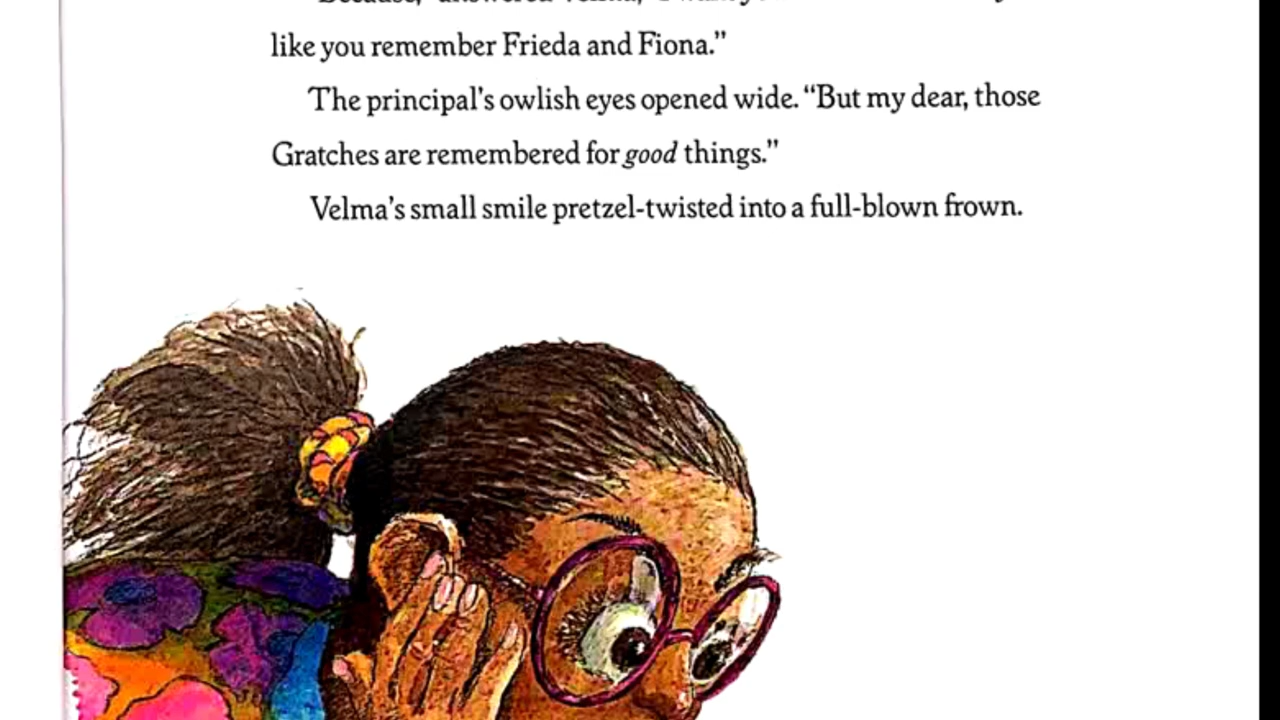 like you remember Frieda and Fiona.”
The principal’s owlish eyes opened wide. “But my dear, those
Gratches are remembered for good things.”
Velma’s small smile pretzel-twisted into a full-blown frown.